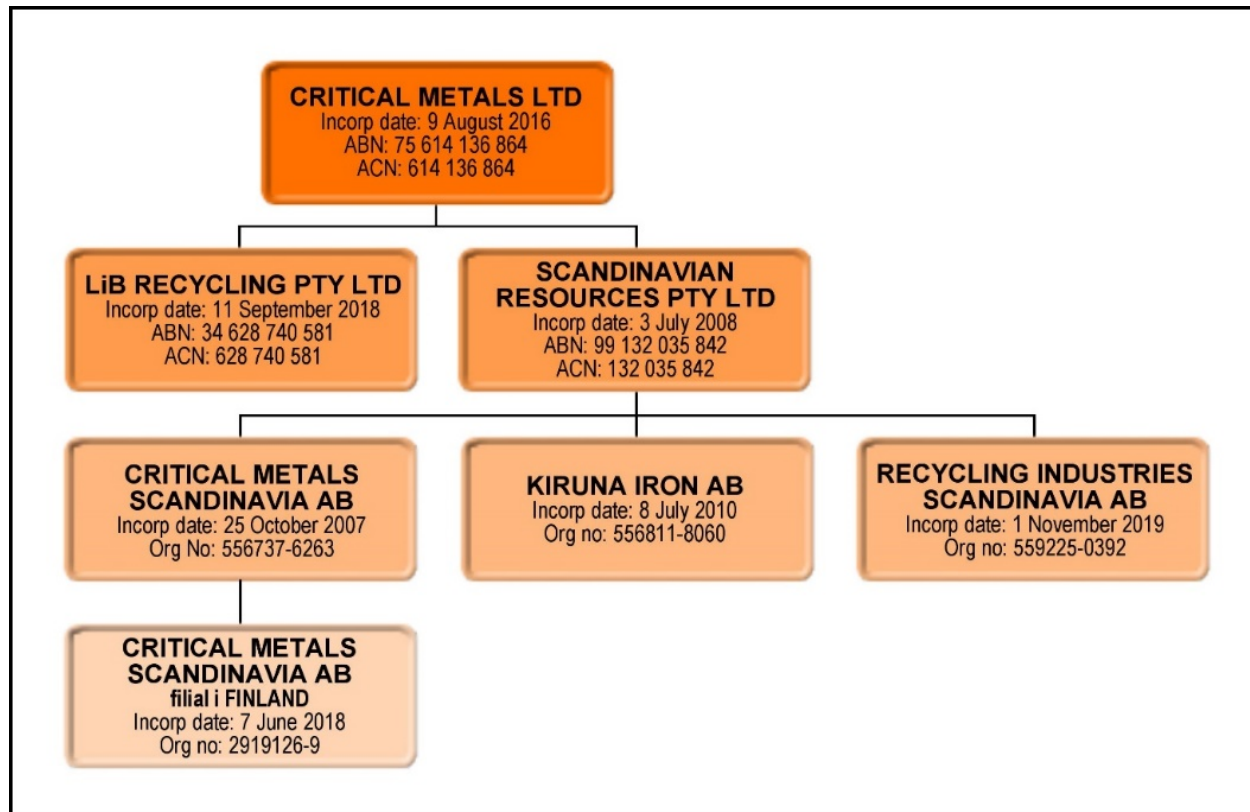 CRITICAL METALS LTD
Incorp date: 9 August 2016
ABN: 75 614 136 864
ACN: 614 136 864
LiB RECYCLING PTY LTD
Incorp date: 11 September 2018
ABN: 34 628 740 581
ACN: 628 740 581
SCANDINAVIAN
RESOURCES PTY LTD
Incorp date: 3 July 2008
ABN: 99 132 035 842
ACN: 132 035 842
CRITICAL METALS
SCANDINAVIA AB
Incorp date: 25 October 2007
Org No: 556737-6263
KIRUNA IRON AB
Incorp date: 8 July 2010
Org no: 556811-8060
RECYCLING INDUSTRIES
SCANDINAVIA AB
Incorp date: 1 November 2019
Org no: 559225-0392
CRITICAL METALS
SCANDINAVIA AB
filial i FINLAND
Incorp date: 7 June 2018
Org no: 2919126-9